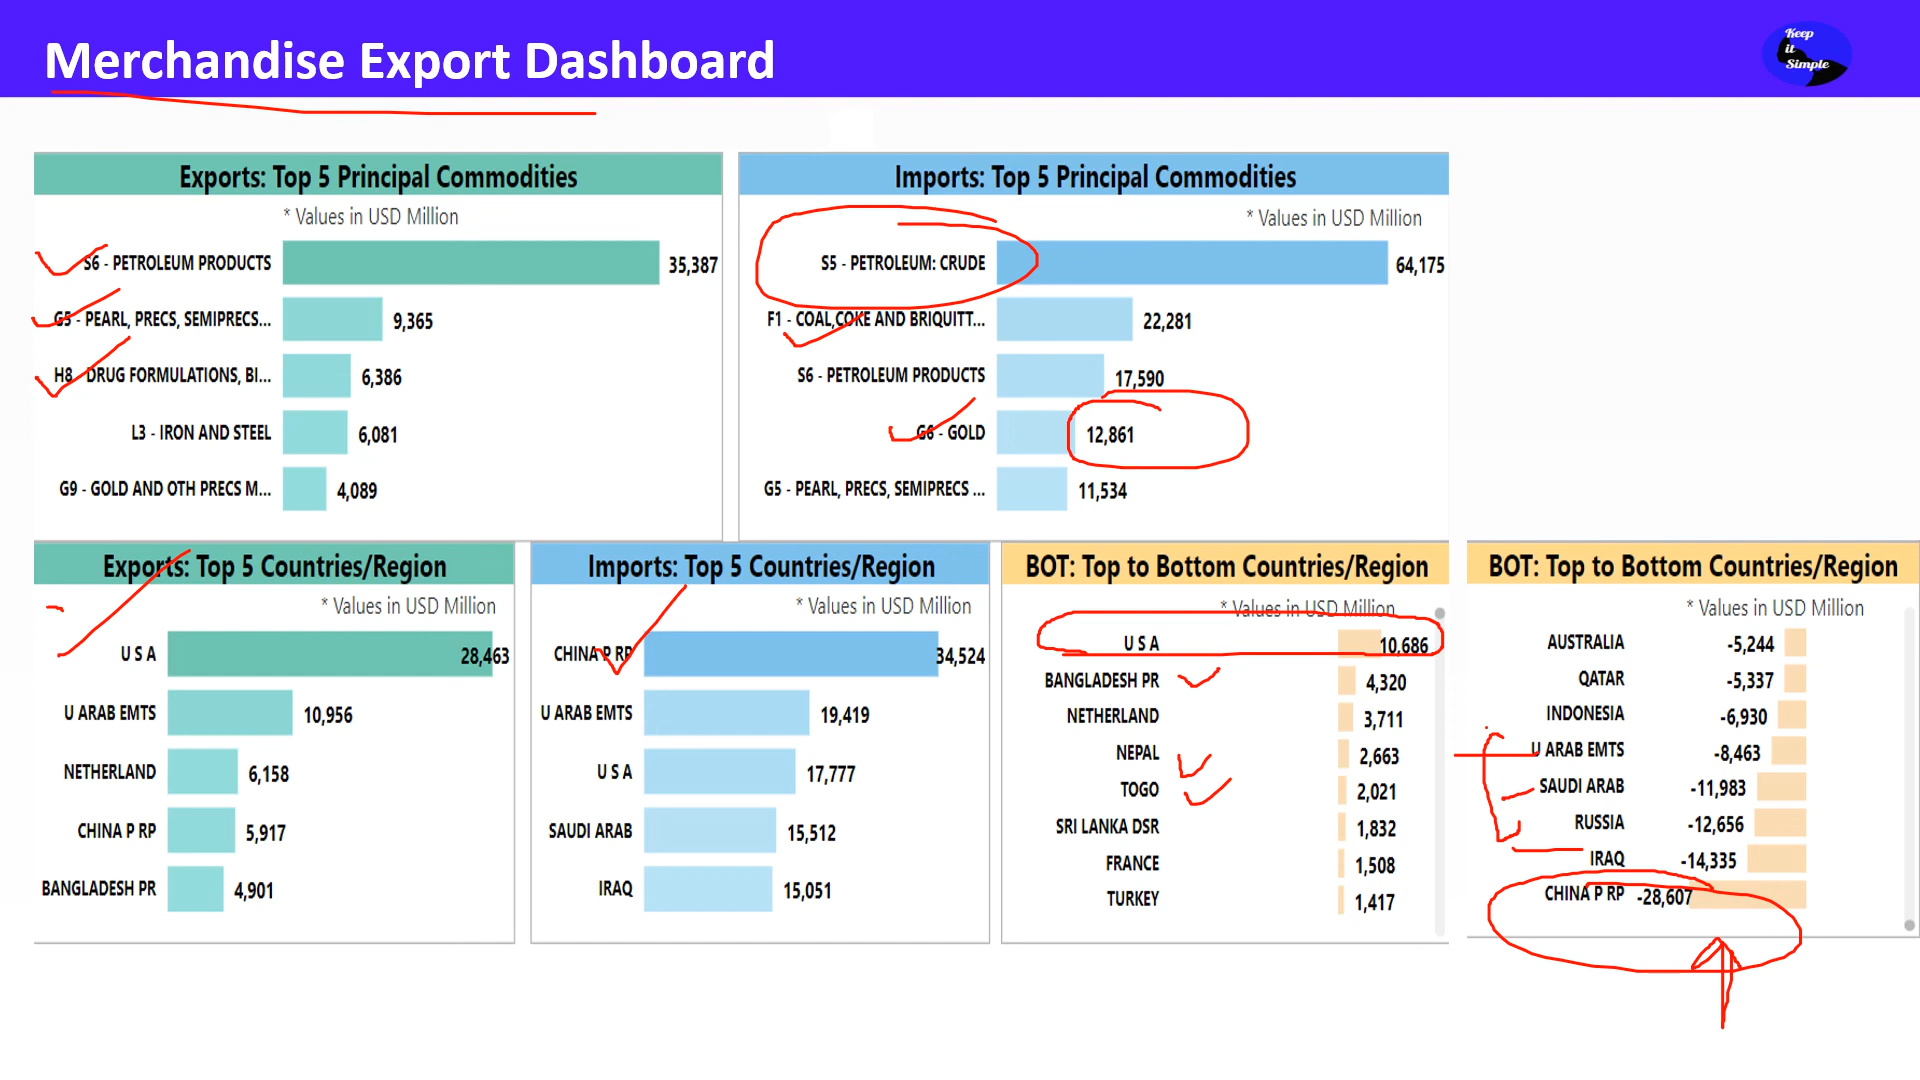 Merchandise Export Dashboard
Keep
it
Simple
Exports: Top 5 Principal Commodities
* Values in USD Million
S6 - PETROLEUM PRODUCTS 35,387
G5 - PEARL, PRECS, SEMIPRECS... 9,365
H8 - DRUG FORMULATIONS, BI... 6,386
L3 - IRON AND STEEL 6,081
G9 - GOLD AND OTH PRECS M... 4,089
Imports: Top 5 Principal Commodities
* Values in USD Million
S5 - PETROLEUM: CRUDE 64,175
F1 - COAL,COKE AND BRIQUITT... 22,281
S6 - PETROLEUM PRODUCTS 17,590
G6 - GOLD 12,861
G5 - PEARL, PRECS, SEMIPRECS ... 11,534
Exports: Top 5 Countries/Region
* Values in USD Million
U S A 28,463
U ARAB EMTS 10,956
NETHERLAND 6,158
CHINA P RP 5,917
BANGLADESH PR 4,901
Imports: Top 5 Countries/Region
* Values in USD Million
CHINA P RP 34,524
U ARAB EMTS 19,419
U S A 17,777
SAUDI ARAB 15,512
IRAQ 15,051
BOT: Top to Bottom Countries/Region
* Values in USD Million
U S A 10,686
BANGLADESH PR 4,320
NETHERLAND 3,711
NEPAL 2,663
TOGO 2,021
SRI LANKA DSR 1,832
FRANCE 1,508
TURKEY 1,417
BOT: Top to Bottom Countries/Region
* Values in USD Million
AUSTRALIA -5,244
QATAR -5,337
INDONESIA -6,930
U ARAB EMTS -8,463
SAUDI ARAB -11,983
RUSSIA -12,656
IRAQ -14,335
CHINA P RP -28,607